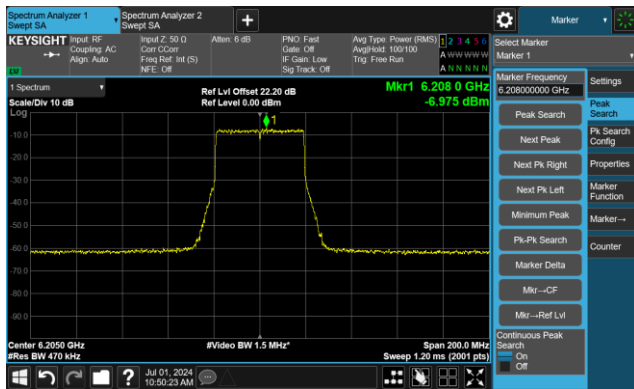 Spectrum Analyzer 1
Swept SA
Spectrum Analyzer 2
Swept SA
+
Marker
KEYSIGHT
Input: RF
Coupling: AC
Align: Auto
Input Z: 50 Ω
Corr CCorr
Freq Ref: Int (S)
NFE: Off
Atten: 6 dB
PNO: Fast
Gate: Off
IF Gain: Low
Sig Track: Off
Avg Type: Power (RMS)
Avg|Hold: 100/100
Trig: Free Run
1 2 3 4 5 6
A W W W W W
A N N N N N
Select Marker
Marker 1
LXI
1 Spectrum
Scale/Div 10 dB
Log
Ref Lvl Offset 22.20 dB
Ref Level 0.00 dBm
Mkr1 6.208 0 GHz
-6.975 dBm
1
-10.0
-20.0
-30.0
-40.0
-50.0
-60.0
-70.0
-80.0
-90.0
Center 6.2050 GHz
#Res BW 470 kHz
#Video BW 1.5 MHz*
Span 200.0 MHz
Sweep 1.20 ms (2001 pts)
Marker Frequency
6.208000000 GHz
Peak Search
Next Peak
Next Pk Right
Next Pk Left
Minimum Peak
Pk-Pk Search
Marker Delta
Mkr→CF
Mkr→Ref Lvl
Continuous Peak
Search
On
Off
Settings
Peak
Search
Pk Search
Config
Properties
Marker
Function
Marker→
Counter
?
Jul 01, 2024
10:50:23 AM